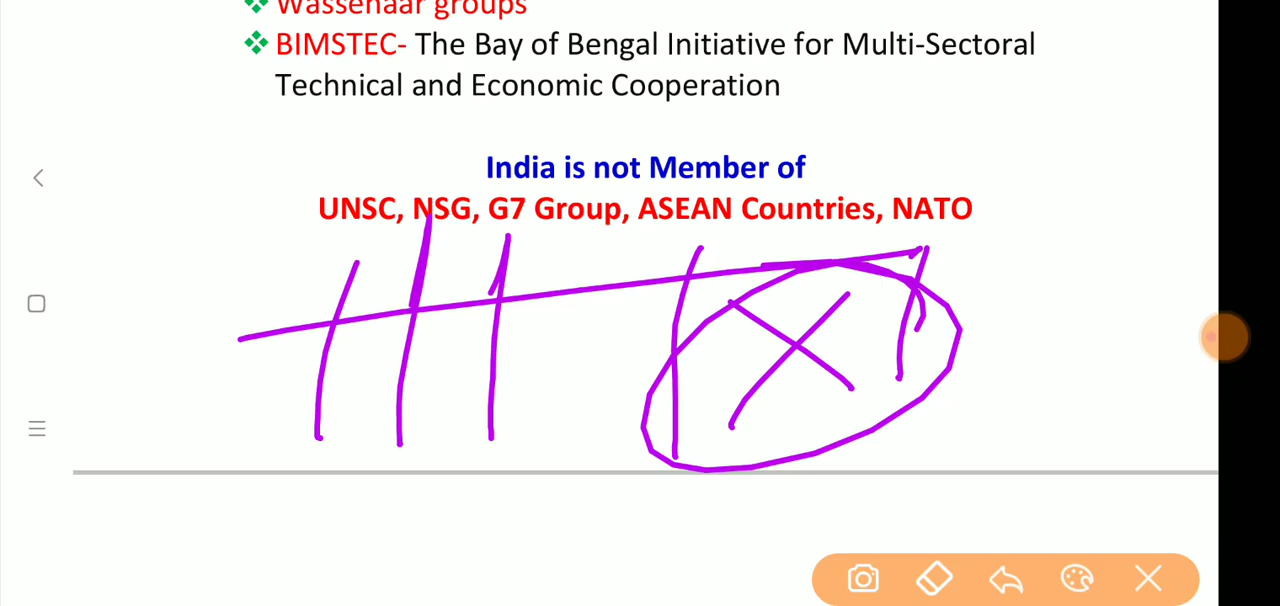 Wassenaar groups
BIMSTEC- The Bay of Bengal Initiative for Multi-Sectoral
Technical and Economic Cooperation
India is not Member of
UNSC, NSG, G7 Group, ASEAN Countries, NATO